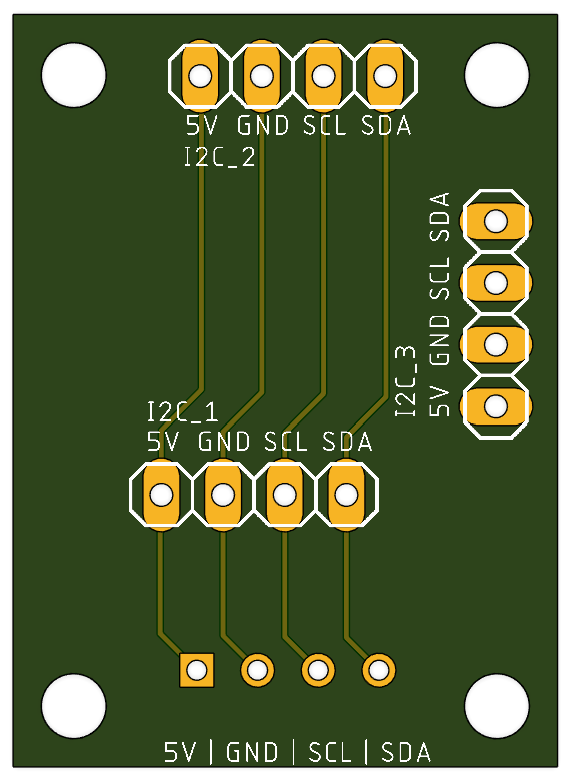 5V GND SCL SDA
I2C_2
5V GND SCL SDA
I2C_3
I2C_1
5V GND SCL SDA
5V | GND | SCL | SDA